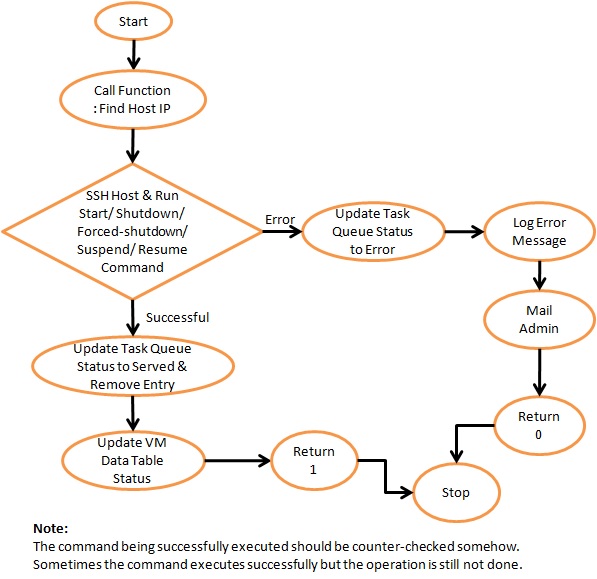 Start
Call Function
: Find Host IP
SSH Host & Run
Start/ Shutdown/
Forced-shutdown/
Suspend/ Resume
Command
Error
Update Task
Queue Status
to Error
Log Error
Message
Mail
Admin
Return
0
Successful
Update Task Queue
Status to Served &
Remove Entry
Update VM
Data Table
Status
Return
1
Stop
Note:
The command being successfully executed should be counter-checked somehow.
Sometimes the command executes successfully but the operation is still not done.